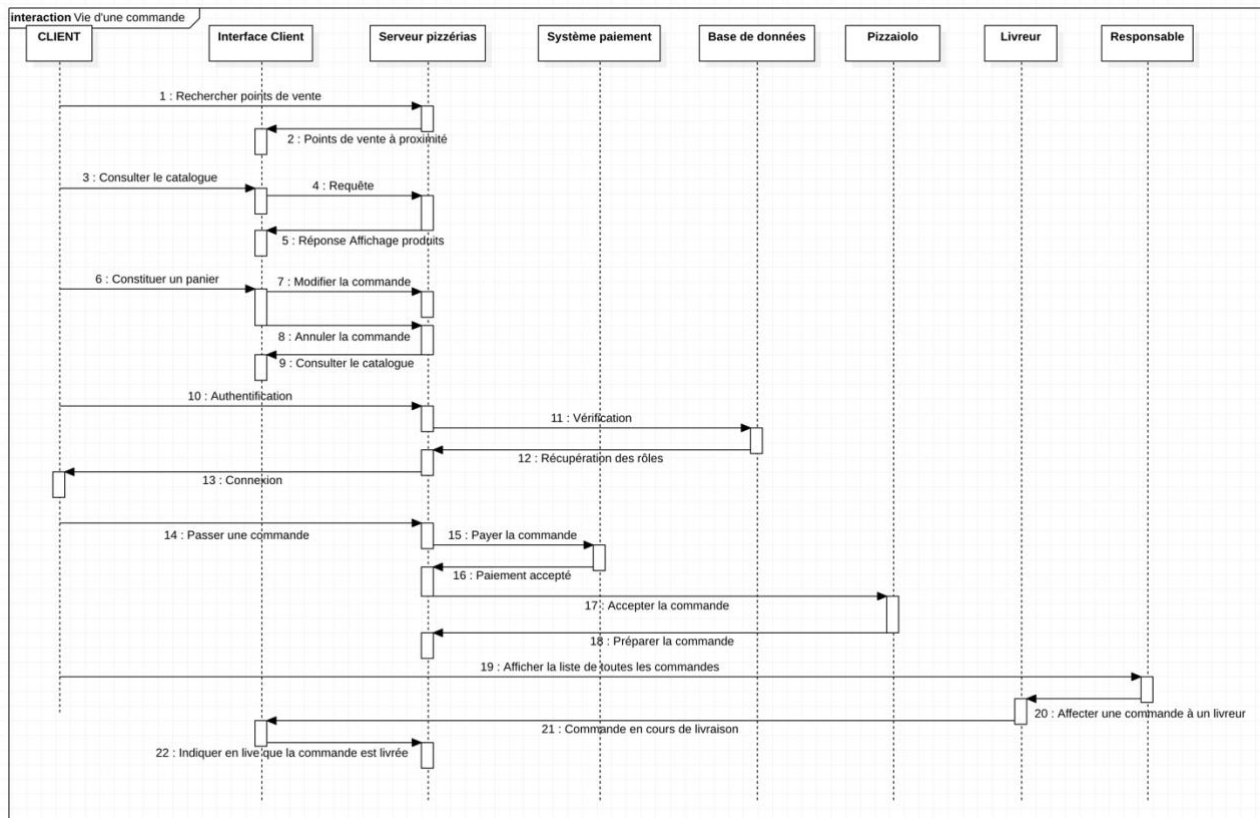 interaction Vie d'une commande
CLIENT
Interface Client
Serveur pizzérias
Système paiement
Base de données
Pizzaiolo
Livreur
Responsable
1 : Rechercher points de vente
2 : Points de vente à proximité
3 : Consulter le catalogue
4 : Requête
5 : Réponse Affichage produits
6 : Constituer un panier
7 : Modifier la commande
8 : Annuler la commande
9 : Consulter le catalogue
10 : Authentification
11 : Vérification
12 : Récupération des rôles
13 : Connexion
14 : Passer une commande
15 : Payer la commande
16 : Paiement accepté
17 : Accepter la commande
18 : Préparer la commande
19 : Afficher la liste de toutes les commandes
20 : Affecter une commande à un livreur
21 : Commande en cours de livraison
22 : Indiquer en live que la commande est livrée